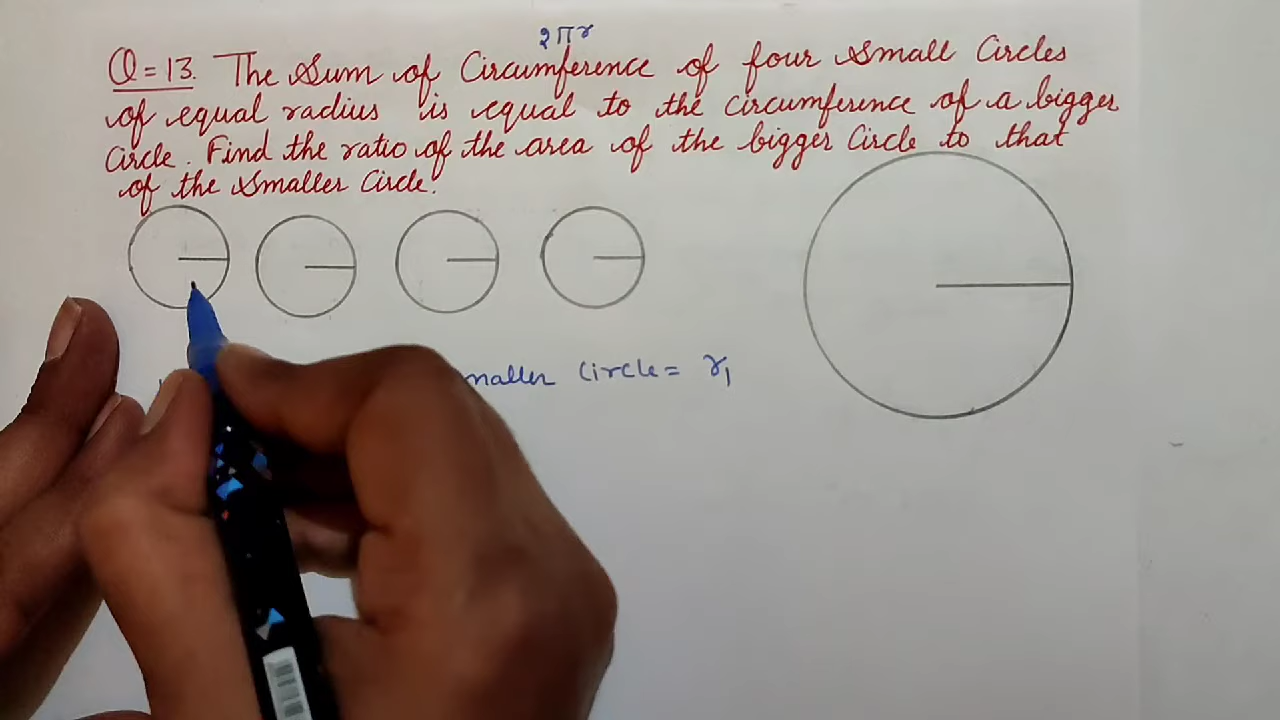 2πr
Q=13. The Sum of Circumference of four Small Circles
of equal radius is equal to the circumference of a bigger
Circle. Find the ratio of the area of the bigger Circle to that
of the Smaller Circle.
maller Circle = r₁